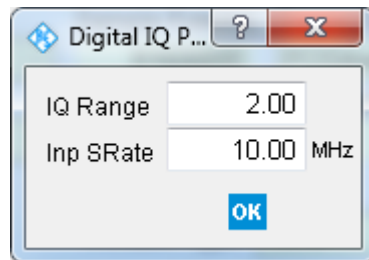 Digital IQ P...
IQ Range 2.00
Inp SRate 10.00 MHz
OK